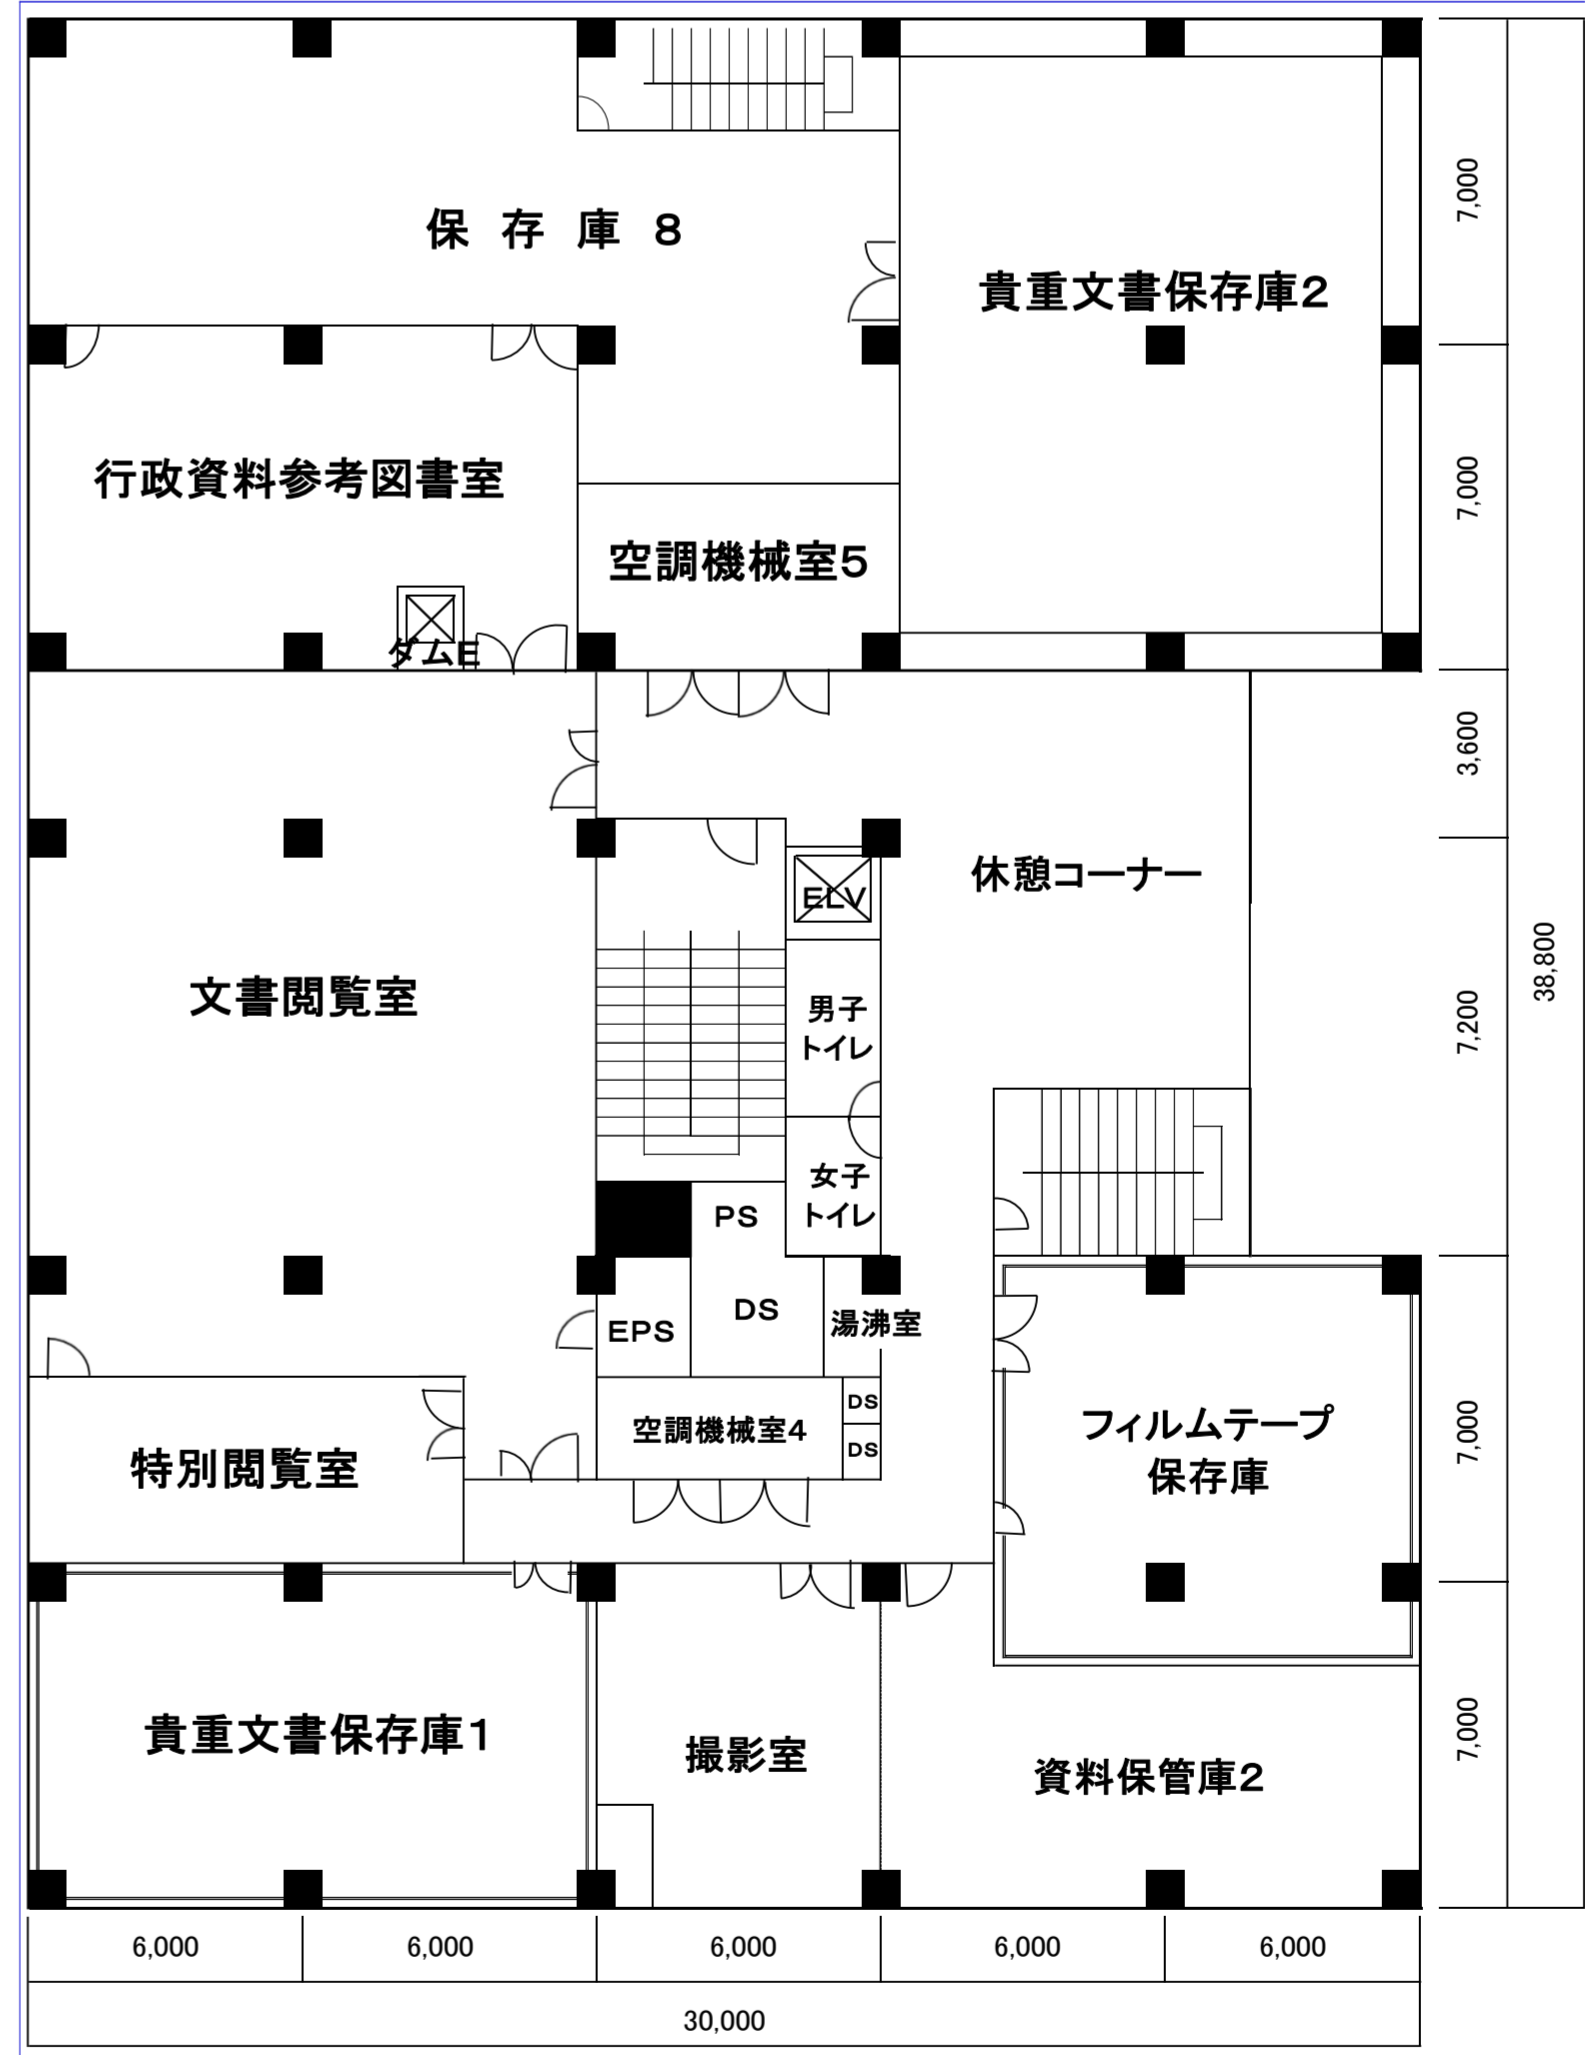 保存庫８
7,000
貴重文書保存庫２
行政資料参考図書室
7,000
空調機械室５
ダムE
3,600
休憩コーナー
ELV
38,800
文書閲覧室
男子
トイレ
7,200
女子
トイレ
PS
DS
湯沸室
EPS
DS
空調機械室４
DS
フィルムテープ
保存庫
7,000
特別閲覧室
貴重文書保存庫１
撮影室
資料保管庫２
7,000
6,000
6,000
6,000
6,000
6,000
30,000